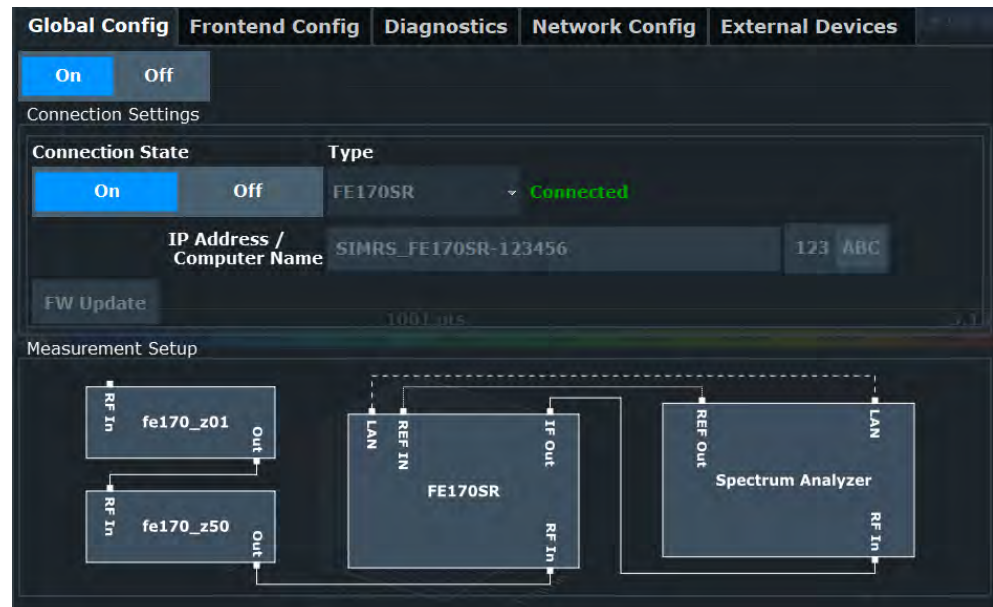 Global Config Frontend Config Diagnostics Network Config External Devices
On Off
Connection Settings
Connection State Type
On Off FE170SR Connected
IP Address /
Computer Name SIMRS_FE170SR-123456 123 ABC
FW Update
1001 pts
Measurement Setup
RF In
fe170_z01
Out
RF In
fe170_z50
Out
LAN
REF IN
IF Out
FE170SR
RF In
REF Out
LAN
Spectrum Analyzer
RF In